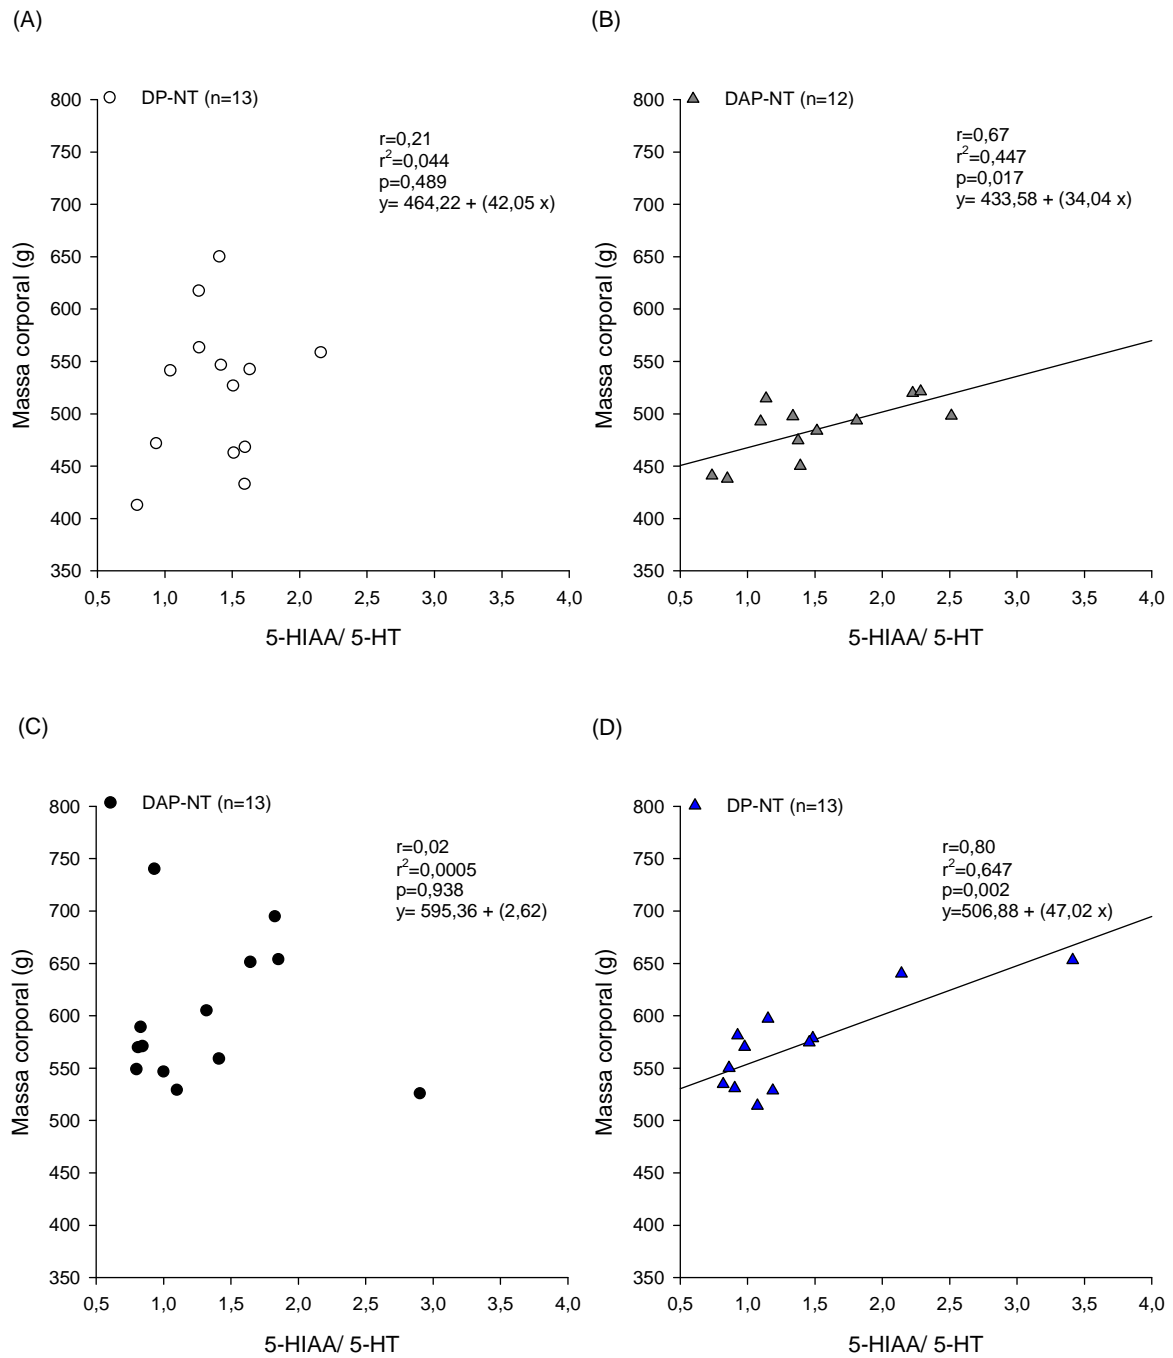 (A)
DP-NT (n=13)
r=0,21
r²=0,044
p=0,489
y= 464,22 + (42,05 x)
800
750
700
650
600
550
500
450
400
350
Massa corporal (g)
0,5 1,0 1,5 2,0 2,5 3,0 3,5 4,0
5-HIAA/ 5-HT
(B)
DAP-NT (n=12)
r=0,67
r²=0,447
p=0,017
y= 433,58 + (34,04 x)
800
750
700
650
600
550
500
450
400
350
Massa corporal (g)
0,5 1,0 1,5 2,0 2,5 3,0 3,5 4,0
5-HIAA/ 5-HT
(C)
DAP-NT (n=13)
r=0,02
r²=0,0005
p=0,938
y= 595,36 + (2,62)
800
750
700
650
600
550
500
450
400
350
Massa corporal (g)
0,5 1,0 1,5 2,0 2,5 3,0 3,5 4,0
5-HIAA/ 5-HT
(D)
DP-NT (n=13)
r=0,80
r²=0,647
p=0,002
y=506,88 + (47,02 x)
800
750
700
650
600
550
500
450
400
350
Massa corporal (g)
0,5 1,0 1,5 2,0 2,5 3,0 3,5 4,0
5-HIAA/ 5-HT